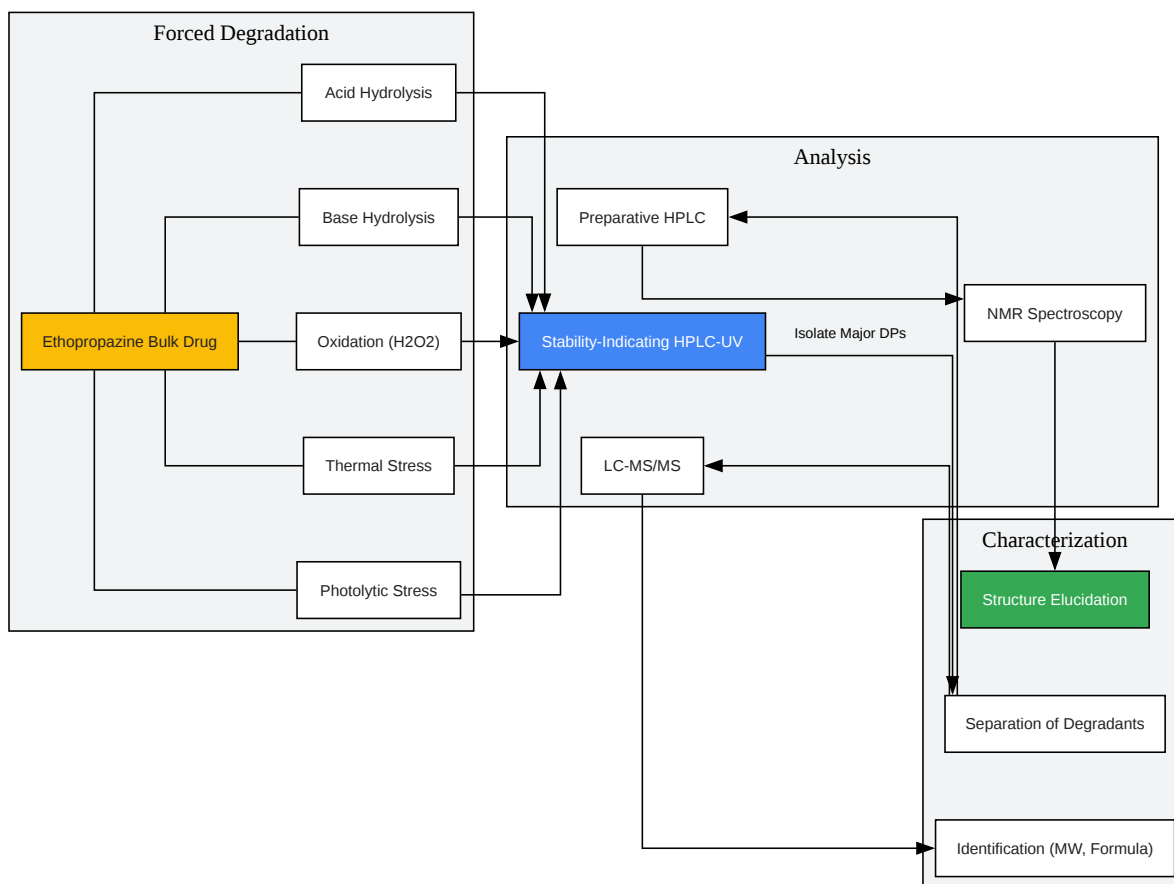 Forced Degradation
Acid Hydrolysis
Base Hydrolysis
Ethopropazine Bulk Drug
Oxidation (H2O2)
Thermal Stress
Photolytic Stress
Analysis
Preparative HPLC
NMR Spectroscopy
Stability-Indicating HPLC-UV
Isolate Major DPs
LC-MS/MS
Characterization
Structure Elucidation
Separation of Degradants
Identification (MW, Formula)